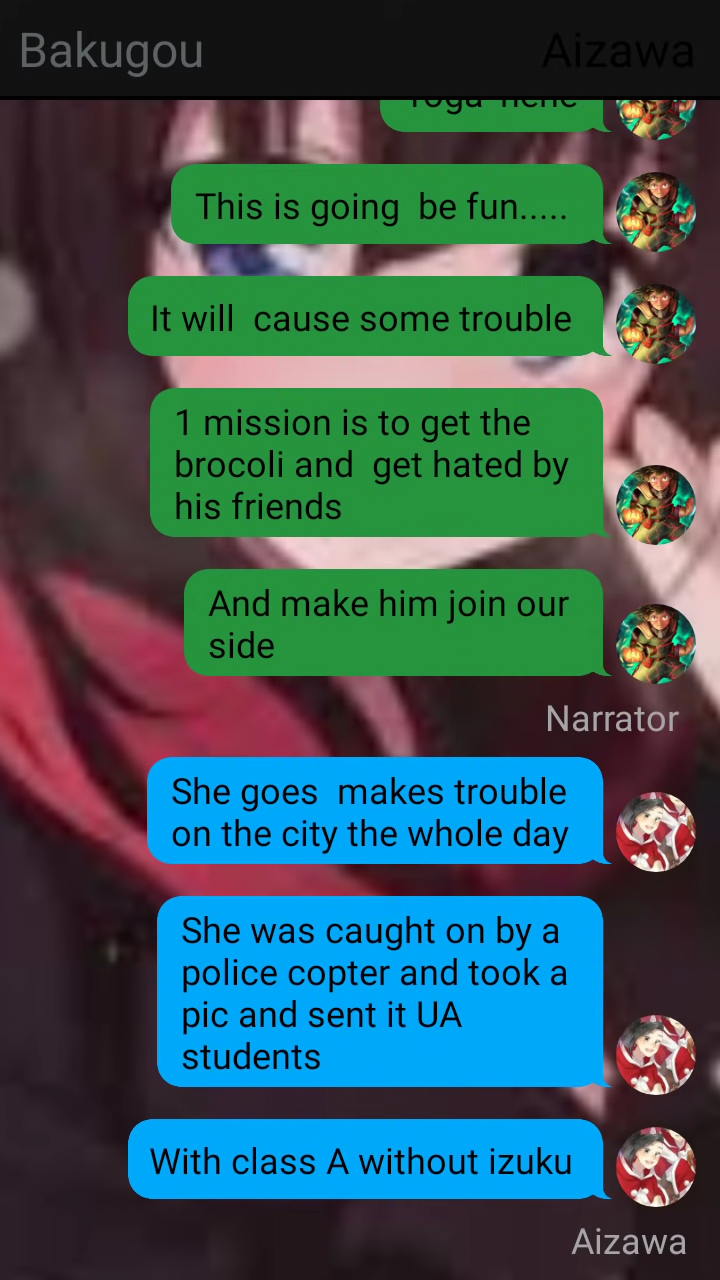 Bakugou
Aizawa
This is going  be fun.....
It will  cause some trouble
1 mission is to get the
brocoli and  get hated by
his friends
And make him join our
side
Narrator
She goes  makes trouble
on the city the whole day
She was caught on by a
police copter and took a
pic and sent it UA
students
With class A without izuku
Aizawa